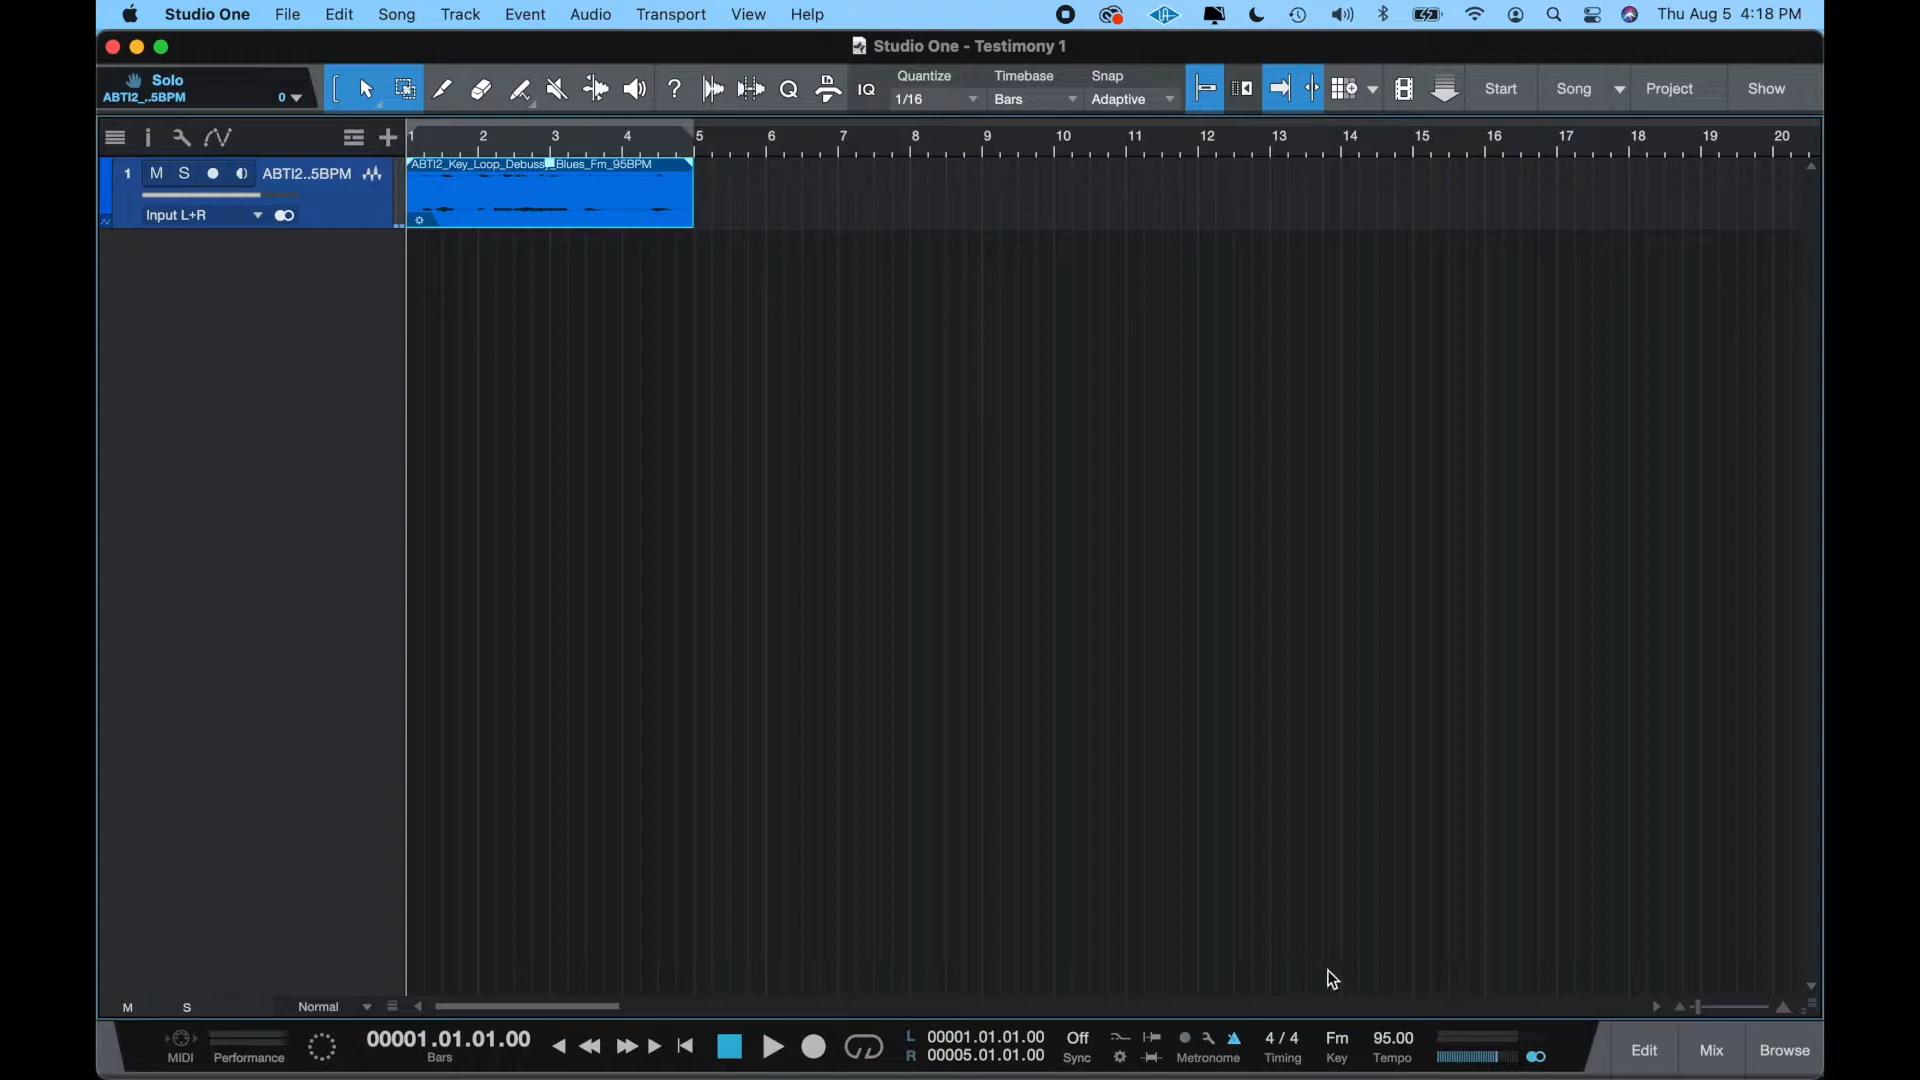 Studio One File Edit Song Track Event Audio Transport View Help Thu Aug 5 4:18 PM
Studio One - Testimony 1
Solo
ABTI2_..5BPM 0
? Q IQ
Quantize Timebase Snap
1/16 Bars Adaptive
Start Song Project Show
i
1 2 3 4 5 6 7 8 9 10 11 12 13 14 15 16 17 18 19 20
1 M S ABTI2..5BPM
Input L+R
ABTI2_Key_Loop_Debussy_Blues_Fm_95BPM
M S Normal
MIDI Performance
00001.01.01.00
Bars
L 00001.01.01.00
R 00005.01.01.00
Off
Sync
Metronome
4 / 4
Timing
Fm
Key
95.00
Tempo
Edit Mix Browse